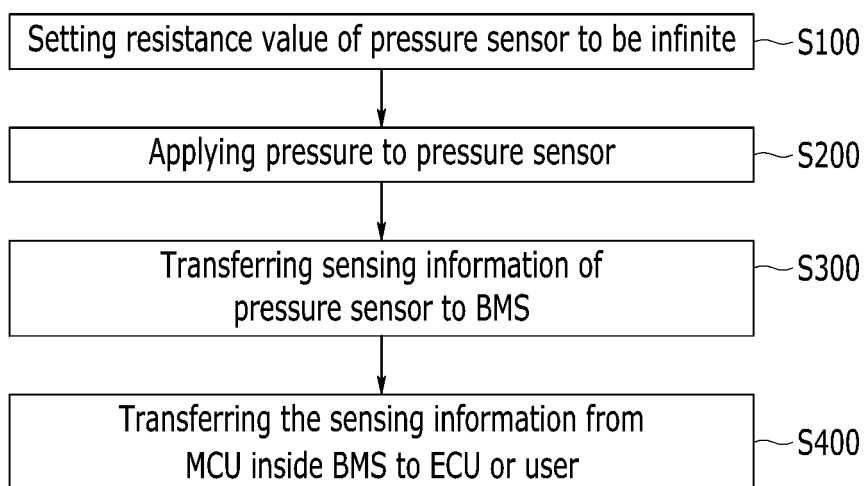 Setting resistance value of pressure sensor to be infinite
S100
Applying pressure to pressure sensor
S200
Transferring sensing information of
pressure sensor to BMS
S300
Transferring the sensing information from
MCU inside BMS to ECU or user
S400